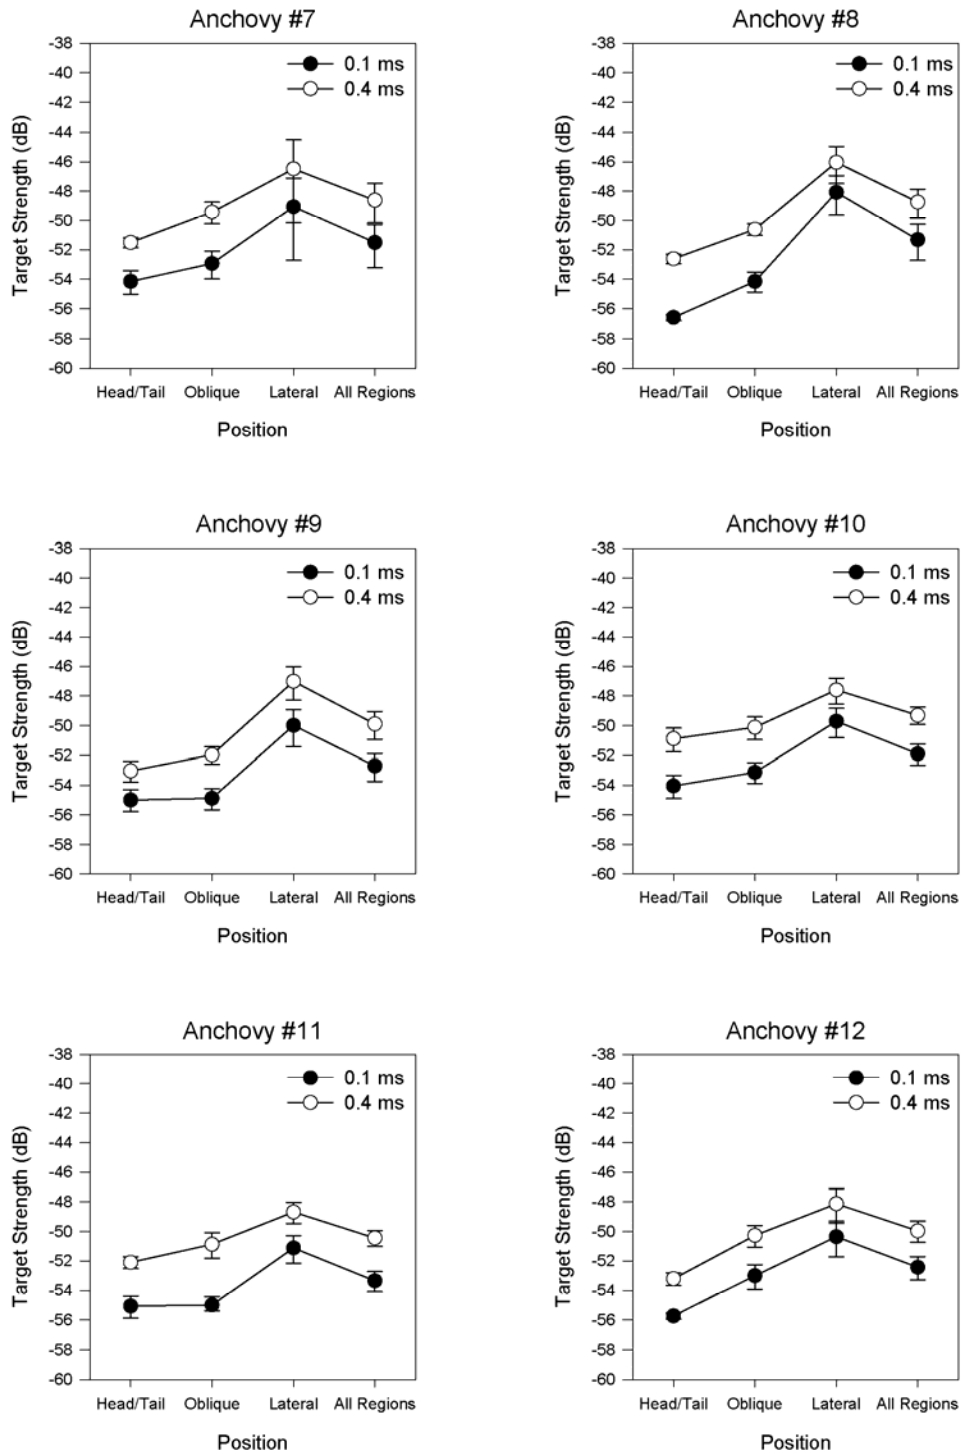 Anchovy #7
Target Strength (dB)
-38
-40
-42
-44
-46
-48
-50
-52
-54
-56
-58
-60
0.1 ms
0.4 ms
Head/Tail Oblique Lateral All Regions
Position
Anchovy #8
Target Strength (dB)
-38
-40
-42
-44
-46
-48
-50
-52
-54
-56
-58
-60
0.1 ms
0.4 ms
Head/Tail Oblique Lateral All Regions
Position
Anchovy #9
Target Strength (dB)
-38
-40
-42
-44
-46
-48
-50
-52
-54
-56
-58
-60
0.1 ms
0.4 ms
Head/Tail Oblique Lateral All Regions
Position
Anchovy #10
Target Strength (dB)
-38
-40
-42
-44
-46
-48
-50
-52
-54
-56
-58
-60
0.1 ms
0.4 ms
Head/Tail Oblique Lateral All Regions
Position
Anchovy #11
Target Strength (dB)
-38
-40
-42
-44
-46
-48
-50
-52
-54
-56
-58
-60
0.1 ms
0.4 ms
Head/Tail Oblique Lateral All Regions
Position
Anchovy #12
Target Strength (dB)
-38
-40
-42
-44
-46
-48
-50
-52
-54
-56
-58
-60
0.1 ms
0.4 ms
Head/Tail Oblique Lateral All Regions
Position